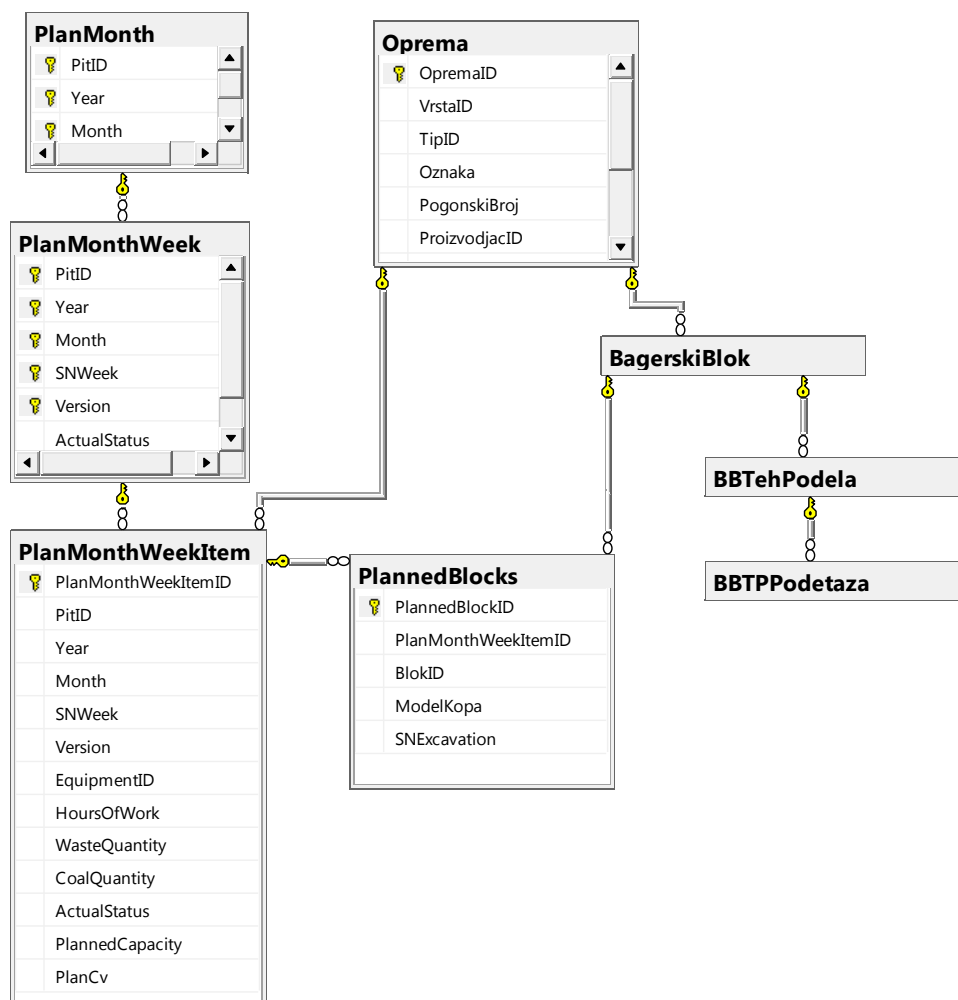 PlanMonth
PitID
Year
Month
Oprema
OpremaID
VrstaID
TipID
Oznaka
PogonskiBroj
ProizvodjacID
PlanMonthWeek
PitID
Year
Month
SNWeek
Version
ActualStatus
BagerskiBlok
BBTehPodela
BBTPPodetaza
PlanMonthWeekItem
PlanMonthWeekItemID
PitID
Year
Month
SNWeek
Version
EquipmentID
HoursOfWork
WasteQuantity
CoalQuantity
ActualStatus
PlannedCapacity
PlanCv
PlannedBlocks
PlannedBlockID
PlanMonthWeekItemID
BlokID
ModelKopa
SNExcavation